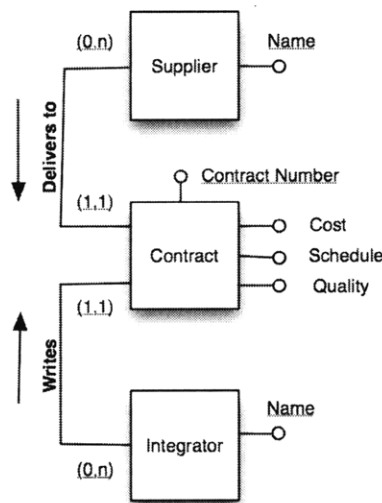 (0.n)
Name
Supplier
Delivers to
Contract Number
(1,1)
Cost
Contract
Schedule
(1,1)
Quality
Writes
Name
Integrator
(0.n)